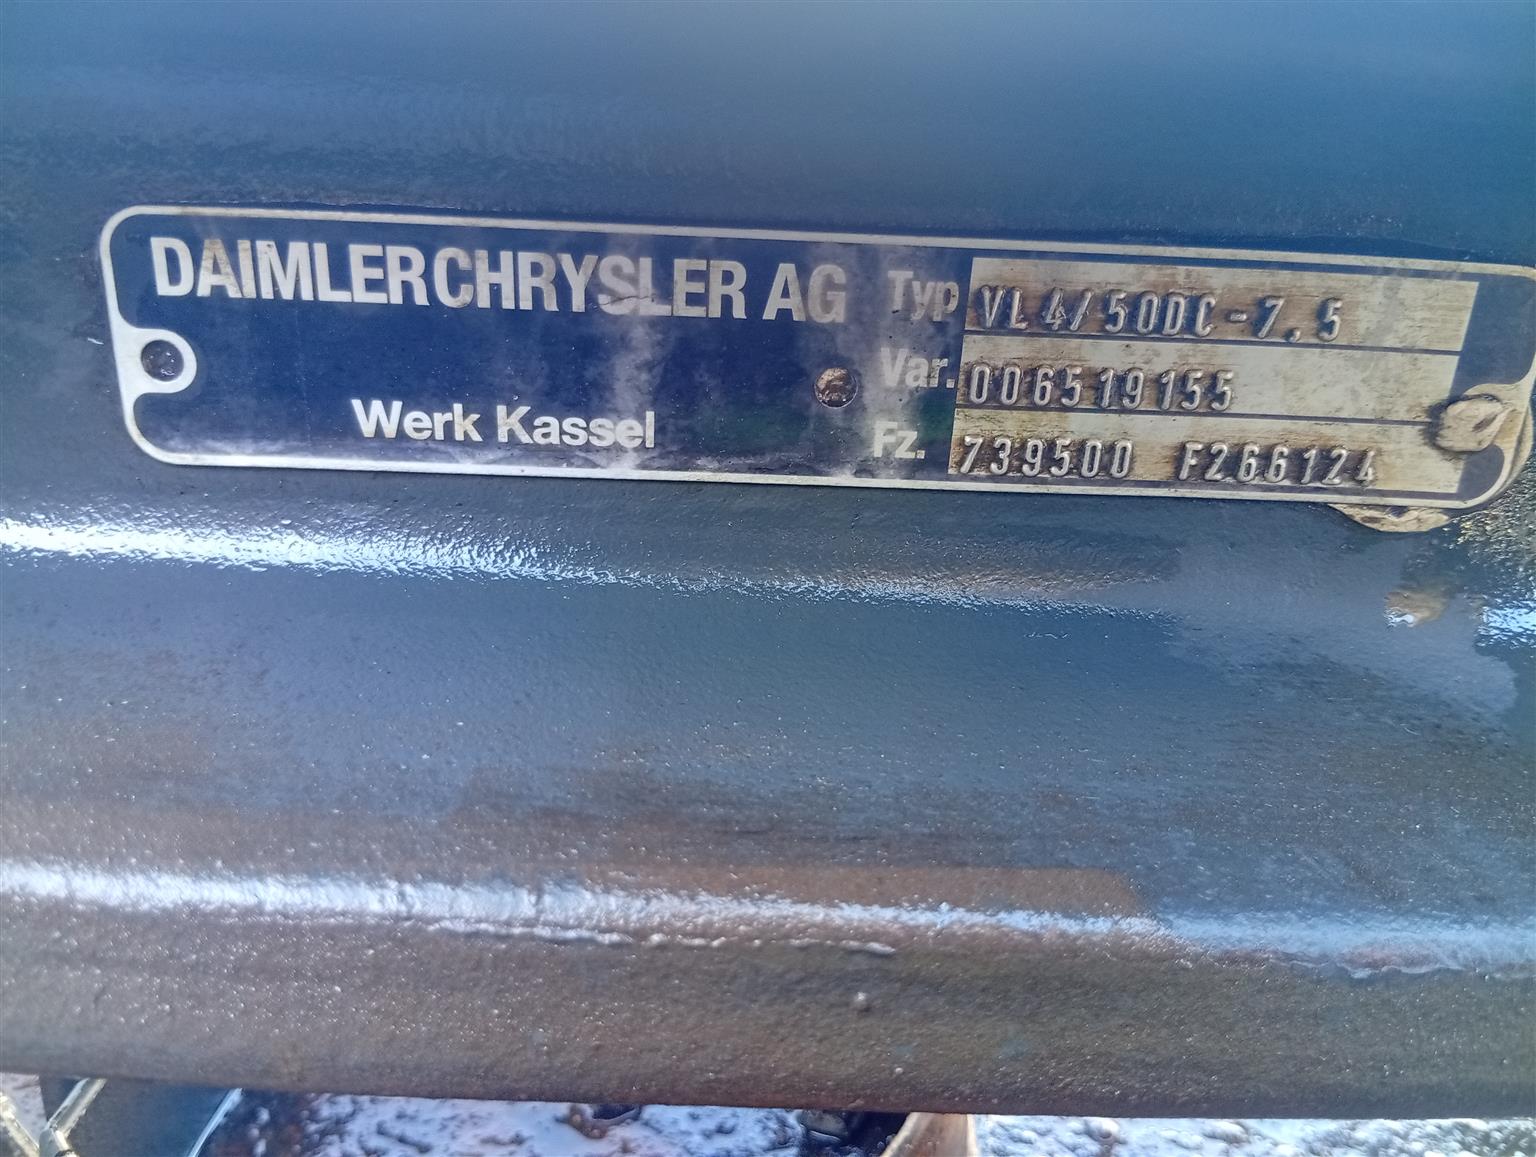 DAIMLERCHRYSLER AG
Werk Kassel
Typ VL 4/50DC-7,5
Var. 006519155
Fz. 739500 F266124